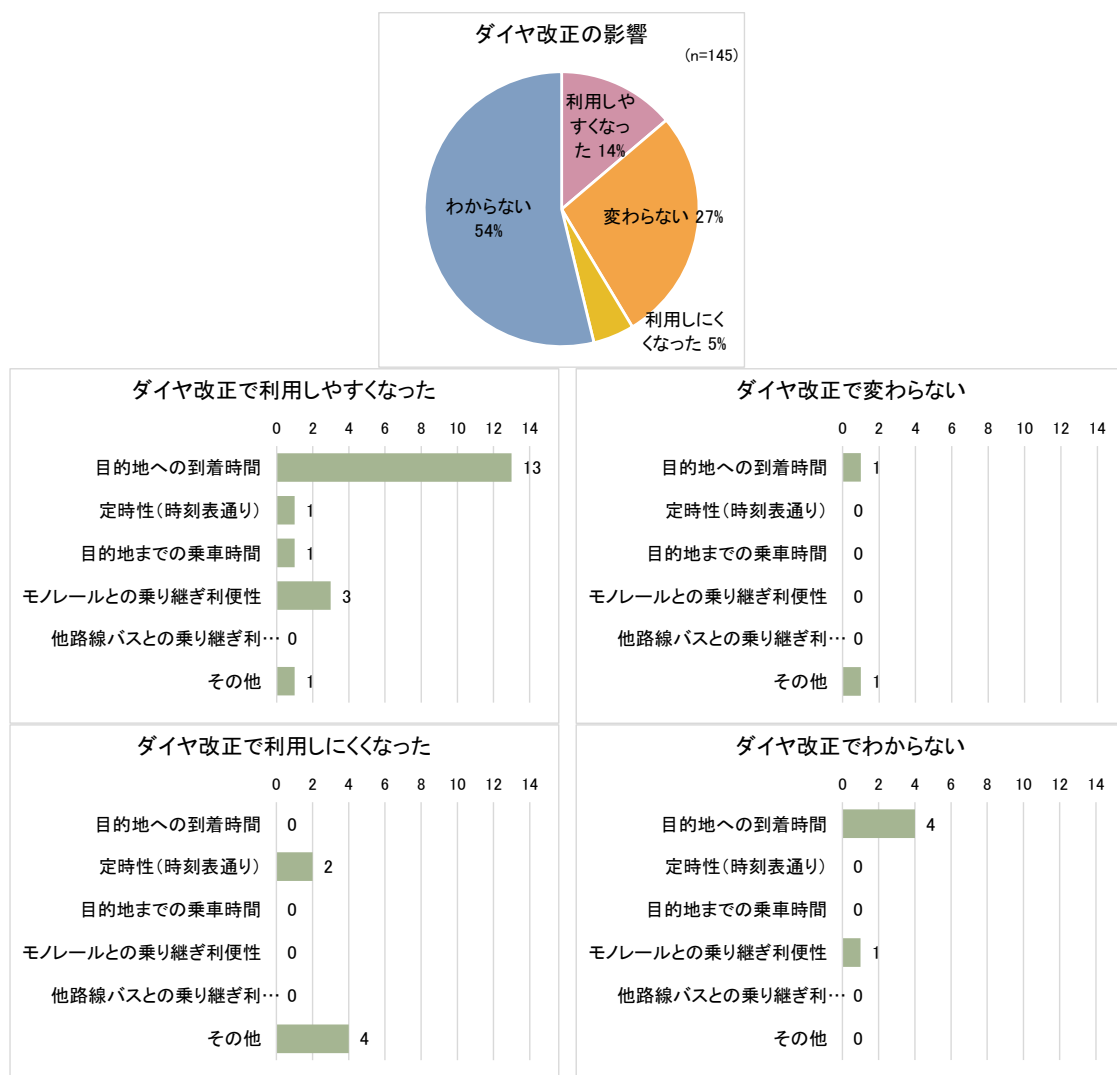 ダイヤ改正の影響
(n=145)
利用しや
すくなっ
た 14%
わからない
54%
変わらない 27%
利用しにく
くなった 5%
ダイヤ改正で利用しやすくなった
0 2 4 6 8 10 12 14
目的地への到着時間 13
定時性(時刻表通り) 1
目的地までの乗車時間 1
モノレールとの乗り継ぎ利便性 3
他路線バスとの乗り継ぎ利… 0
その他 1
ダイヤ改正で変わらない
0 2 4 6 8 10 12 14
目的地への到着時間 1
定時性(時刻表通り) 0
目的地までの乗車時間 0
モノレールとの乗り継ぎ利便性 0
他路線バスとの乗り継ぎ利… 0
その他 1
ダイヤ改正で利用しにくくなった
0 2 4 6 8 10 12 14
目的地への到着時間 0
定時性(時刻表通り) 2
目的地までの乗車時間 0
モノレールとの乗り継ぎ利便性 0
他路線バスとの乗り継ぎ利… 0
その他 4
ダイヤ改正でわからない
0 2 4 6 8 10 12 14
目的地への到着時間 4
定時性(時刻表通り) 0
目的地までの乗車時間 0
モノレールとの乗り継ぎ利便性 1
他路線バスとの乗り継ぎ利… 0
その他 0